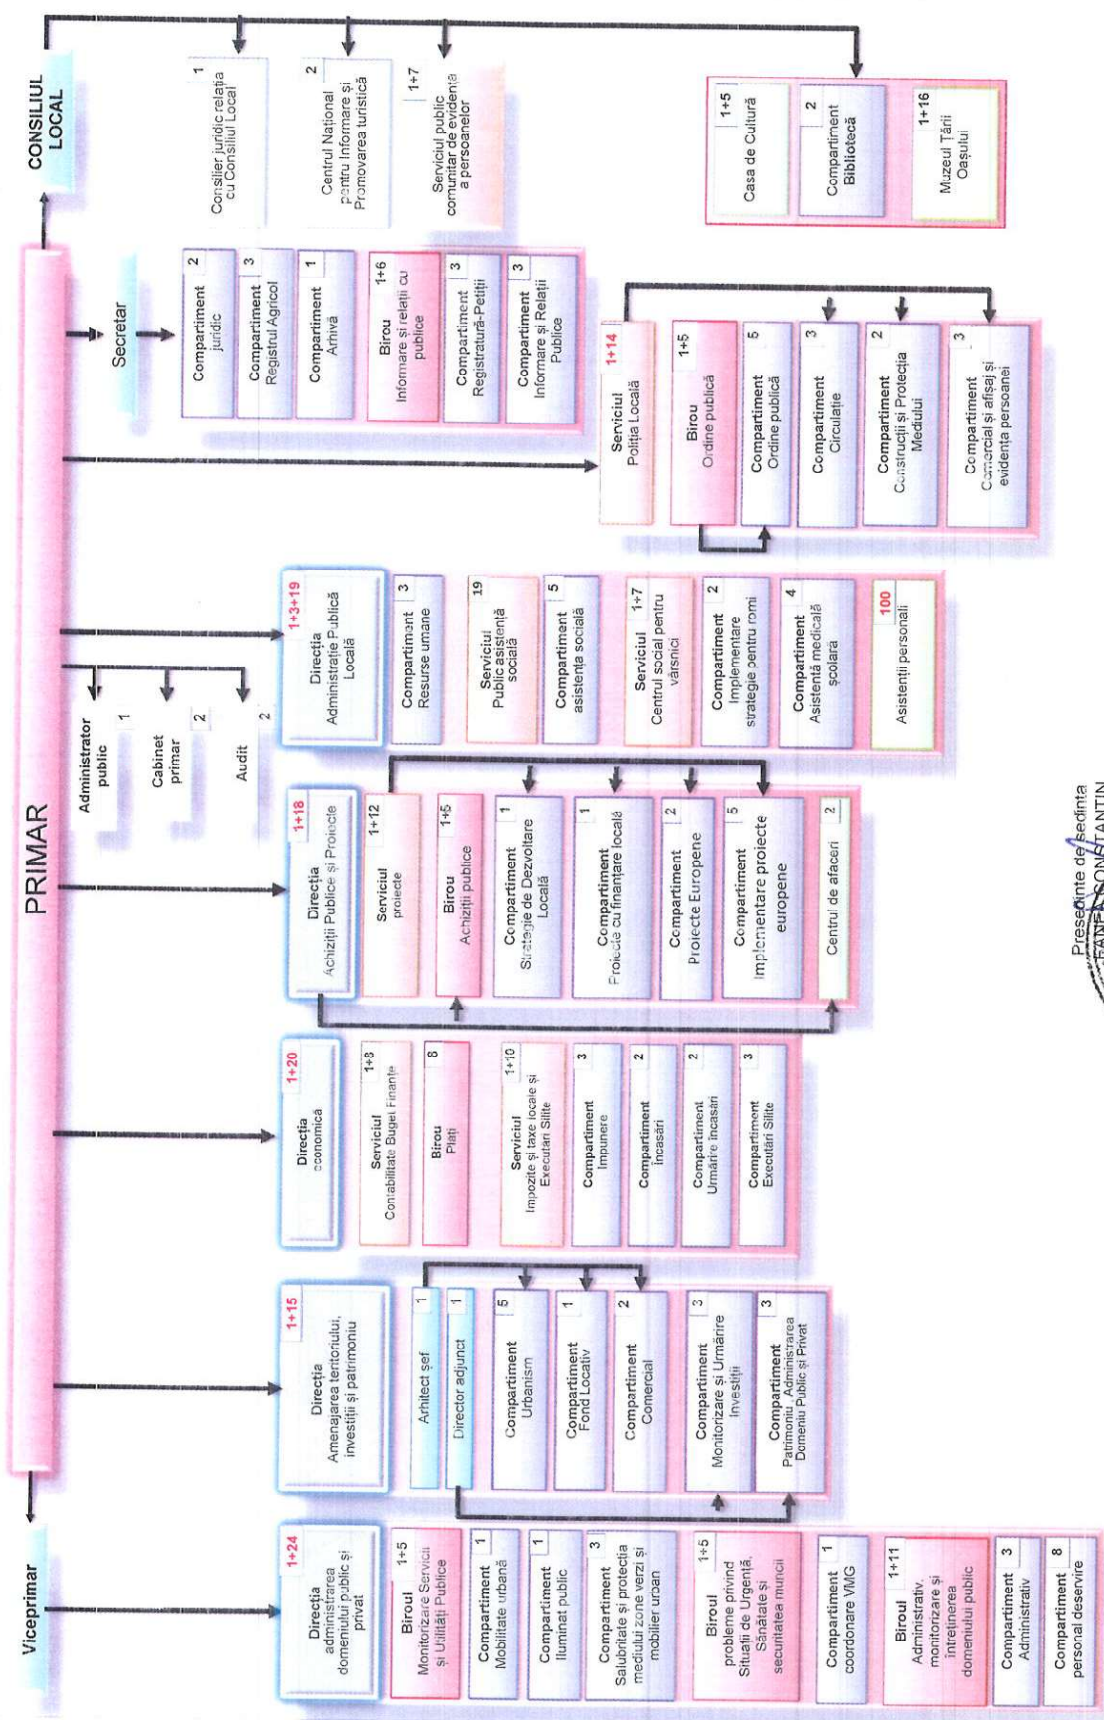 PRIMAR
Viceprimar
CONSILIUL
LOCAL
Secretar
Administrator
public
1
Cabinet
primar
2
Audit
2
1+24
Direcția
administrarea
domeniului public și
privat
1+5
Biroul
Monitorizare Servicii
și Utilități Publice
1
Compartiment
Mobilitate urbană
1
Compartiment
Iluminat public
3
Compartiment
Salubritate și protecția
mediului zone verzi și
mobilier urban
1+5
Biroul
probleme privind
Situații de Urgență,
Sănătate și
securitatea muncii
1
Compartiment
coordonare VMG
1+11
Biroul
Administrativ,
monitorizare și
întreținerea
domeniului public
3
Compartiment
Administrativ
8
Compartiment
personal deservire
1+15
Direcția
Amenajarea teritoriului,
investiții și patrimoniu
1
Arhitect șef
1
Director adjunct
5
Compartiment
Urbanism
1
Compartiment
Fond Locativ
2
Compartiment
Comercial
3
Compartiment
Monitorizare și Urmărire
Investiții
3
Compartiment
Patrimoniu, Administrarea
Domeniu Public și Privat
1+20
Direcția
economică
1+8
Serviciul
Contabilitate Buget Finanțe
Birou
Plăți
1+10
Serviciul
Impozite și taxe locale și
Executări Silite
3
Compartiment
Impunere
2
Compartiment
Încasări
2
Compartiment
Urmărire încasări
3
Compartiment
Executări Silite
1+18
Direcția
Achiziții Publice și Proiecte
1+12
Serviciul
proiecte
1+5
Birou
Achiziții publice
1
Compartiment
Strategie de Dezvoltare
Locală
1
Compartiment
Proiecte cu finanțare locală
2
Compartiment
Proiecte Europene
5
Compartiment
Implementare proiecte
europene
2
Centrul de afaceri
1+3+19
Direcția
Administrație Publică
Locală
3
Compartiment
Resurse umane
19
Serviciul
Public asistență
socială
5
Compartiment
asistența socială
1+7
Serviciul
Centrul social pentru
vârsnici
2
Compartiment
Implementare
strategie pentru romi
4
Compartiment
Asistentă medicală
școlară
100
Asistenții personali
2
Compartiment
juridic
3
Compartiment
Registrul Agricol
1
Compartiment
Arhivă
1+6
Birou
Informare și relații cu
publice
3
Compartiment
Registratură-Petiții
3
Compartiment
Informare și Relații
Publice
1+14
Serviciul
Poliția Locală
1+5
Birou
Ordine publică
5
Compartiment
Ordine publică
3
Compartiment
Circulație
2
Compartiment
Construcții și Protecția
Mediului
3
Compartiment
Comercial și afișaj și
evidența persoanei
1
Consilier juridic relația
cu Consiliul Local
2
Centrul Național
pentru Informare și
Promovarea turistică
1+7
Serviciul public
comunitar de evidența
a persoanelor
1+5
Casa de Cultură
2
Compartiment
Bibliotecă
1+16
Muzeul Țării
Oașului
Președinte de ședința
CONSTANTIN